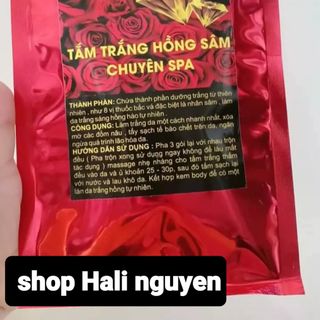 TẮM TRẮNG HỒNG SÂM
CHUYÊN SPA
THÀNH PHẦN: Chứa thành phần dưỡng trắng từ thiên
nhiên , như 8 vị thuốc bắc và đặc biệt là nhân sâm , làm
da trắng sáng hồng hào tự nhiên .
CÔNG DỤNG: Làm trắng da một cách nhanh nhất, xóa
mờ các đốm nâu , tẩy sạch tế bào chết trên da, ngăn
ngừa quá trình lão hóa da.
HƯỚNG DẪN SỬ DỤNG : Pha 3 gói lại với nhau trộn
đều ( Pha trộn xong sử dụng ngay không để lâu mất
tác dụng ) massage nhẹ nhàng cho tắm trắng thấm
đều vào da và ủ khoản 25 - 30p, sau đó tắm sạch lại
với nước và lau khô da. Kết hợp kem body để có một
làn da trắng hồng tự nhiên.
shop Hali nguyen